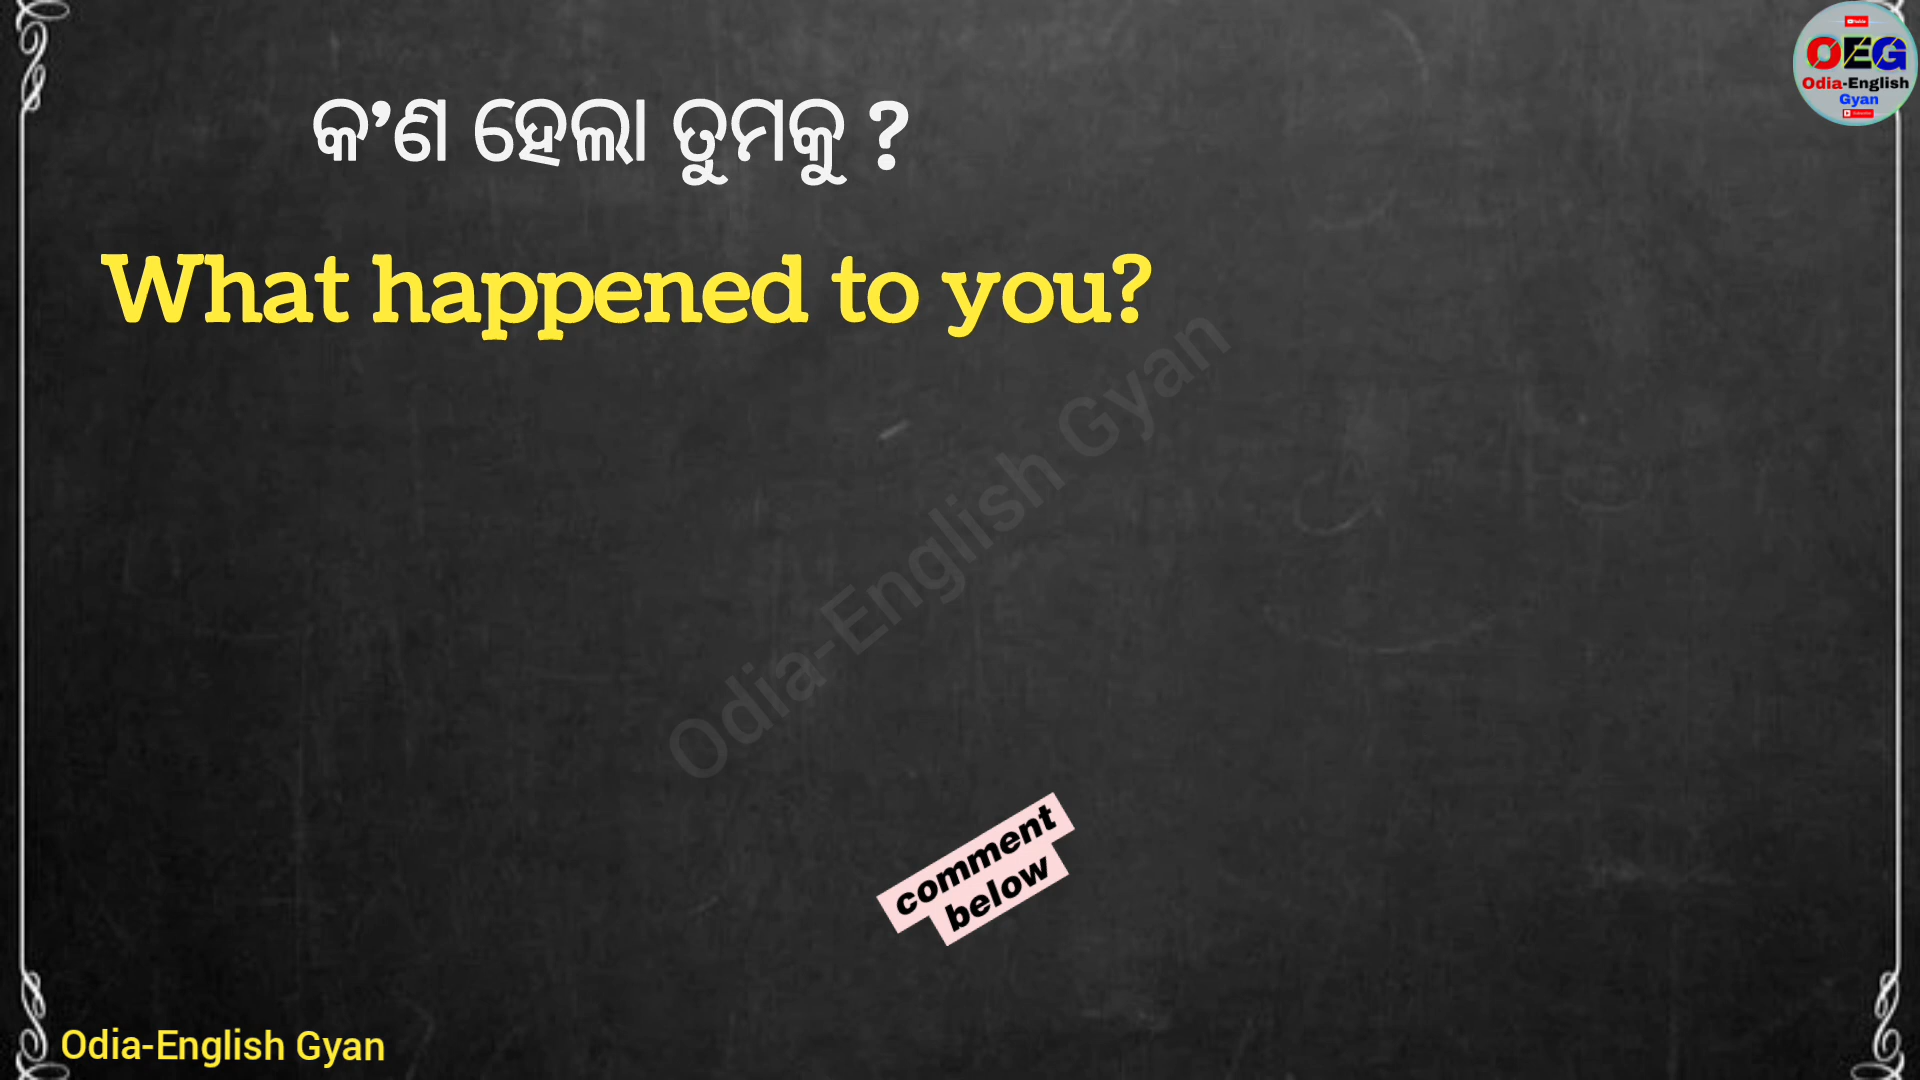 କ'ଣ ହେଲା ତୁମକୁ ?
What happened to you?
Odia-English Gyan
comment
below
Odia-English Gyan
OEG
Odia-English
Gyan